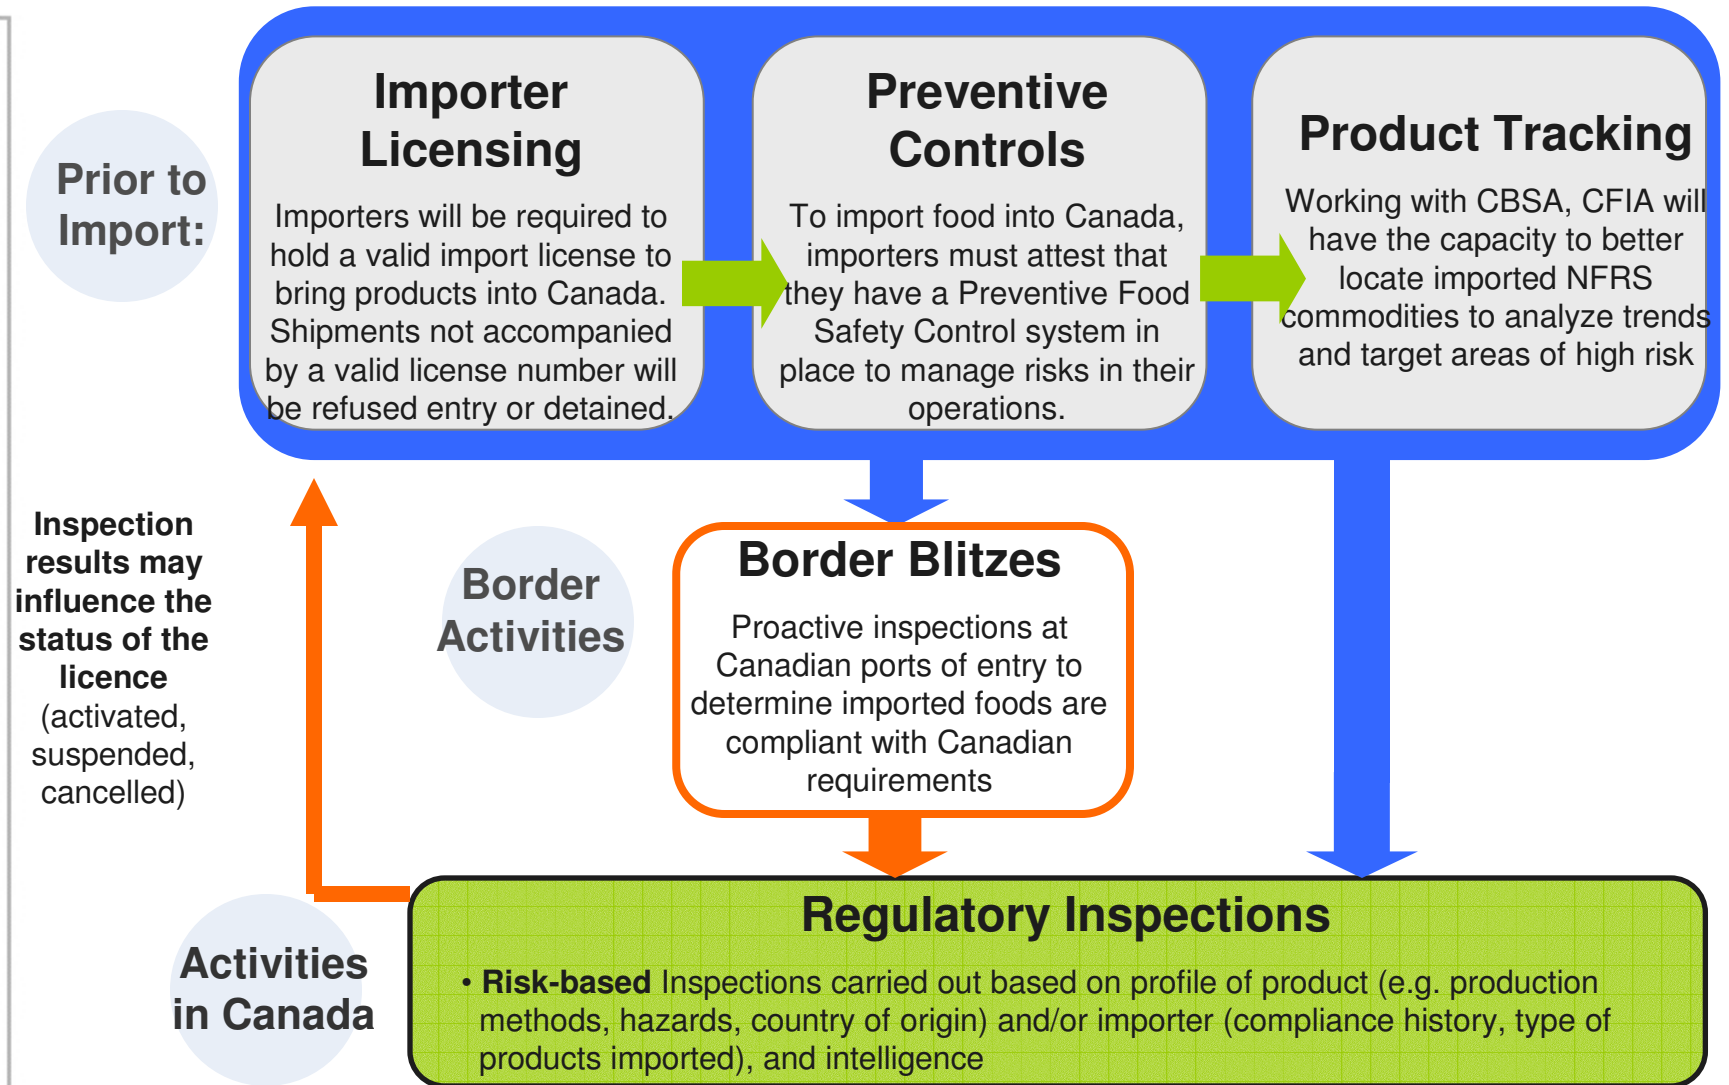 Prior to
Import:
Importer
Licensing
Importers will be required to
hold a valid import license to
bring products into Canada.
Shipments not accompanied
by a valid license number will
be refused entry or detained.
Preventive
Controls
To import food into Canada,
importers must attest that
they have a Preventive Food
Safety Control system in
place to manage risks in their
operations.
Product Tracking
Working with CBSA, CFIA will
have the capacity to better
locate imported NFRS
commodities to analyze trends
and target areas of high risk
Inspection
results may
influence the
status of the
licence
(activated,
suspended,
cancelled)
Border
Activities
Border Blitzes
Proactive inspections at
Canadian ports of entry to
determine imported foods are
compliant with Canadian
requirements
Activities
in Canada
Regulatory Inspections
• Risk-based Inspections carried out based on profile of product (e.g. production
methods, hazards, country of origin) and/or importer (compliance history, type of
products imported), and intelligence